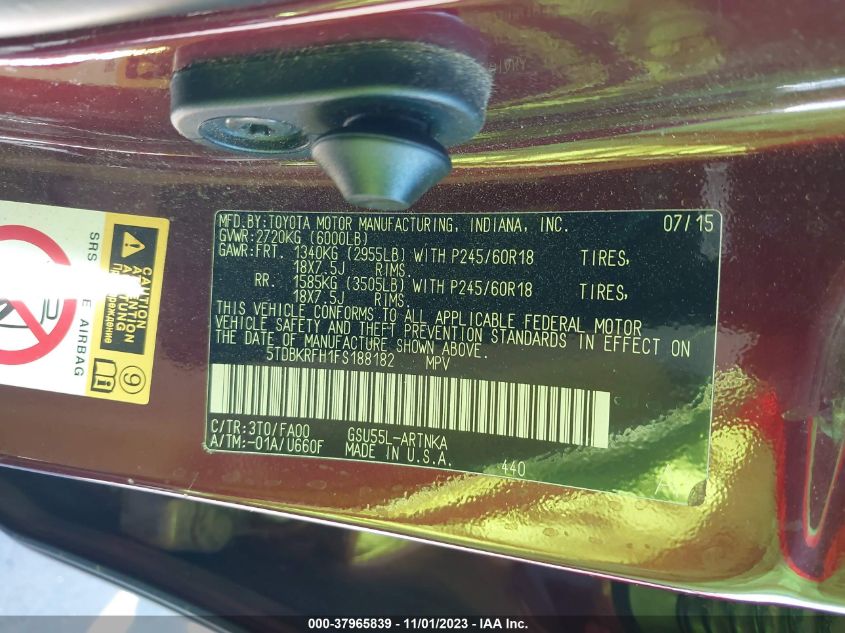 MFD.BY:TOYOTA MOTOR MANUFACTURING, INDIANA, INC. 07/15
GVWR:2720KG (6000LB)
GAWR:FRT. 1340KG (2955LB) WITH P245/60R18 TIRES,
18X7.5J RIMS.
RR. 1585KG (3505LB) WITH P245/60R18 TIRES,
18X7.5J RIMS.
THIS VEHICLE CONFORMS TO ALL APPLICABLE FEDERAL MOTOR
VEHICLE SAFETY AND THEFT PREVENTION STANDARDS IN EFFECT ON
THE DATE OF MANUFACTURE SHOWN ABOVE.
5TDBKRFH1FS188182 MPV
C/TR:3T0/FA00 GSU55L-ARTNKA
A/TM:-01A/U660F MADE IN U.S.A. 440
SRS
AIRBAG
CAUTION
ATTENTION
ACHTUNG
9
000-37965839 - 11/01/2023 - IAA Inc.